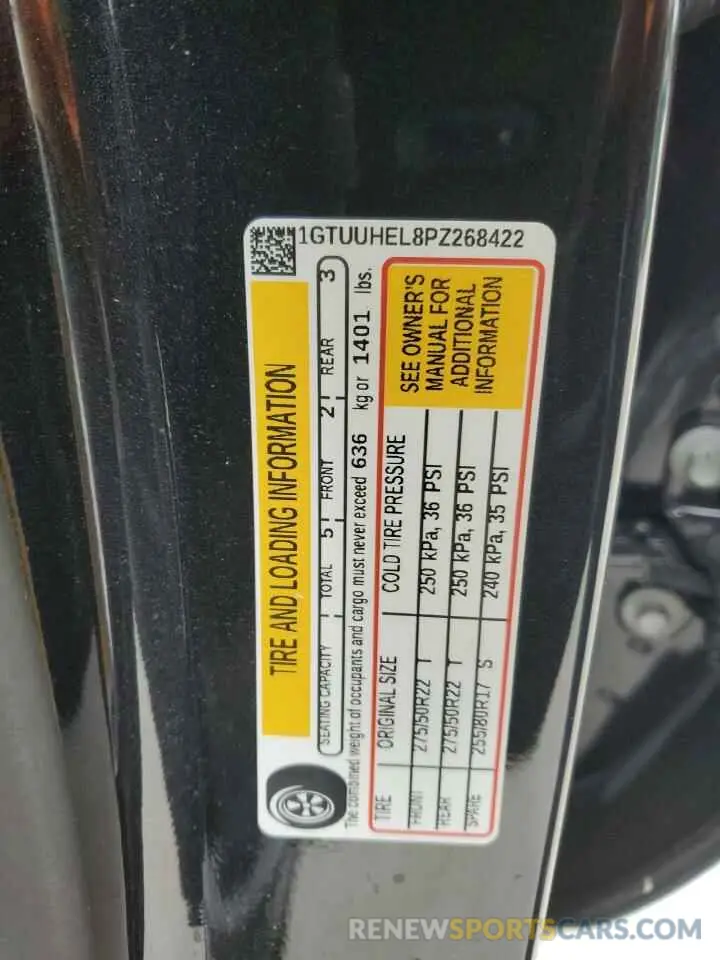 1GTUUHEL8PZ268422
TIRE AND LOADING INFORMATION
SEATING CAPACITY TOTAL 5 FRONT 2 REAR 3
The combined weight of occupants and cargo must never exceed 636 kg or 1401 lbs.
TIRE ORIGINAL SIZE COLD TIRE PRESSURE
FRONT 275/50R22 T 250 kPa, 36 PSI
REAR 275/50R22 T 250 kPa, 36 PSI
SPARE 255/80R17 S 240 kPa, 35 PSI
SEE OWNER'S
MANUAL FOR
ADDITIONAL
INFORMATION
RENEWSPORTSCARS.COM